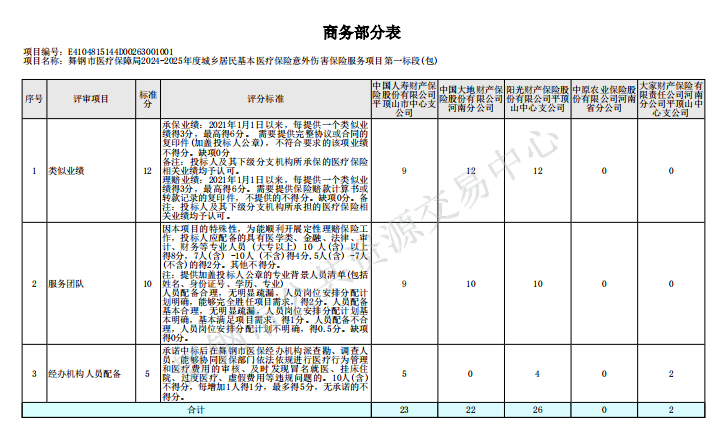 商务部分表
项目编号：E4104815144D00263001001
项目名称：舞钢市医疗保障局2024-2025年度城乡居民基本医疗保险意外伤害保险服务项目第一标段(包)
序号
评审项目
标准
分
评分标准
中国人寿财产保
险股份有限公司
平顶山市中心支
公司
中国大地财产保
险股份有限公司
河南分公司
阳光财产保险股
份有限公司平顶
山中心支公司
中原农业保险股
份有限公司河南
省分公司
大家财产保险有
限责任公司河南
分公司平顶山中
心支公司
1
类似业绩
12
承保业绩：2021年1月1日以来，每提供一个类似业
绩得3分，最高得6分。 需要提供完整协议或合同的
复印件(加盖投标人公章)，不符合要求的该项业绩
不得分。缺项0分
备注：投标人及其下级分支机构所承保的医疗保险
相关业绩均予认可。
理赔业绩：2021年1月1日以来，每提供一个类似业
绩得3分，最高得6分。需要提供保险赔款计算书或
转款记录的复印件，不提供的不得分。缺项0分。备
注：投标人及其下级分支机构所承担的医疗保险相
关业绩均予认可。
9
12
12
0
0
2
服务团队
10
因本项目的特殊性，为能顺利开展定性理赔保险工
作，投标人应配备的具有医学类、金融、法律、审
计、财务等专业人员 (大专以上) 10人(含) 以上
得8分，7人(含) -10人 (不含)得4分,5人(含)-7人
(不含)的得2分。其他不得分。
注：提供加盖投标人公章的专业背景人员清单(包括
姓名、身份证号、学历、专业)
人员配备合理，无明显疏漏，人员岗位安排分配计
划明确，能够完全胜任项目需求，得2分。人员配备
基本合理，无明显疏漏，人员岗位安排分配计划基
本明确，基本满足项目需求，得1分。人员配备不合
理，人员岗位安排分配计划不明确，得0.5分。缺项
得0分。
9
10
10
0
0
3
经办机构人员配备
5
承诺中标后在舞钢市医保经办机构派查勘、调查人
员，能够协同医保部门依法依规进行医疗行为管理
和医疗费用的审核、及时发现冒名就医、挂床住
院、过度医疗、虚假费用等违规问题的。10人(含)
不得分，每增加1人得1分，最多得5分，无承诺的不
得分。
5
0
4
0
2
合计
23
22
26
0
2